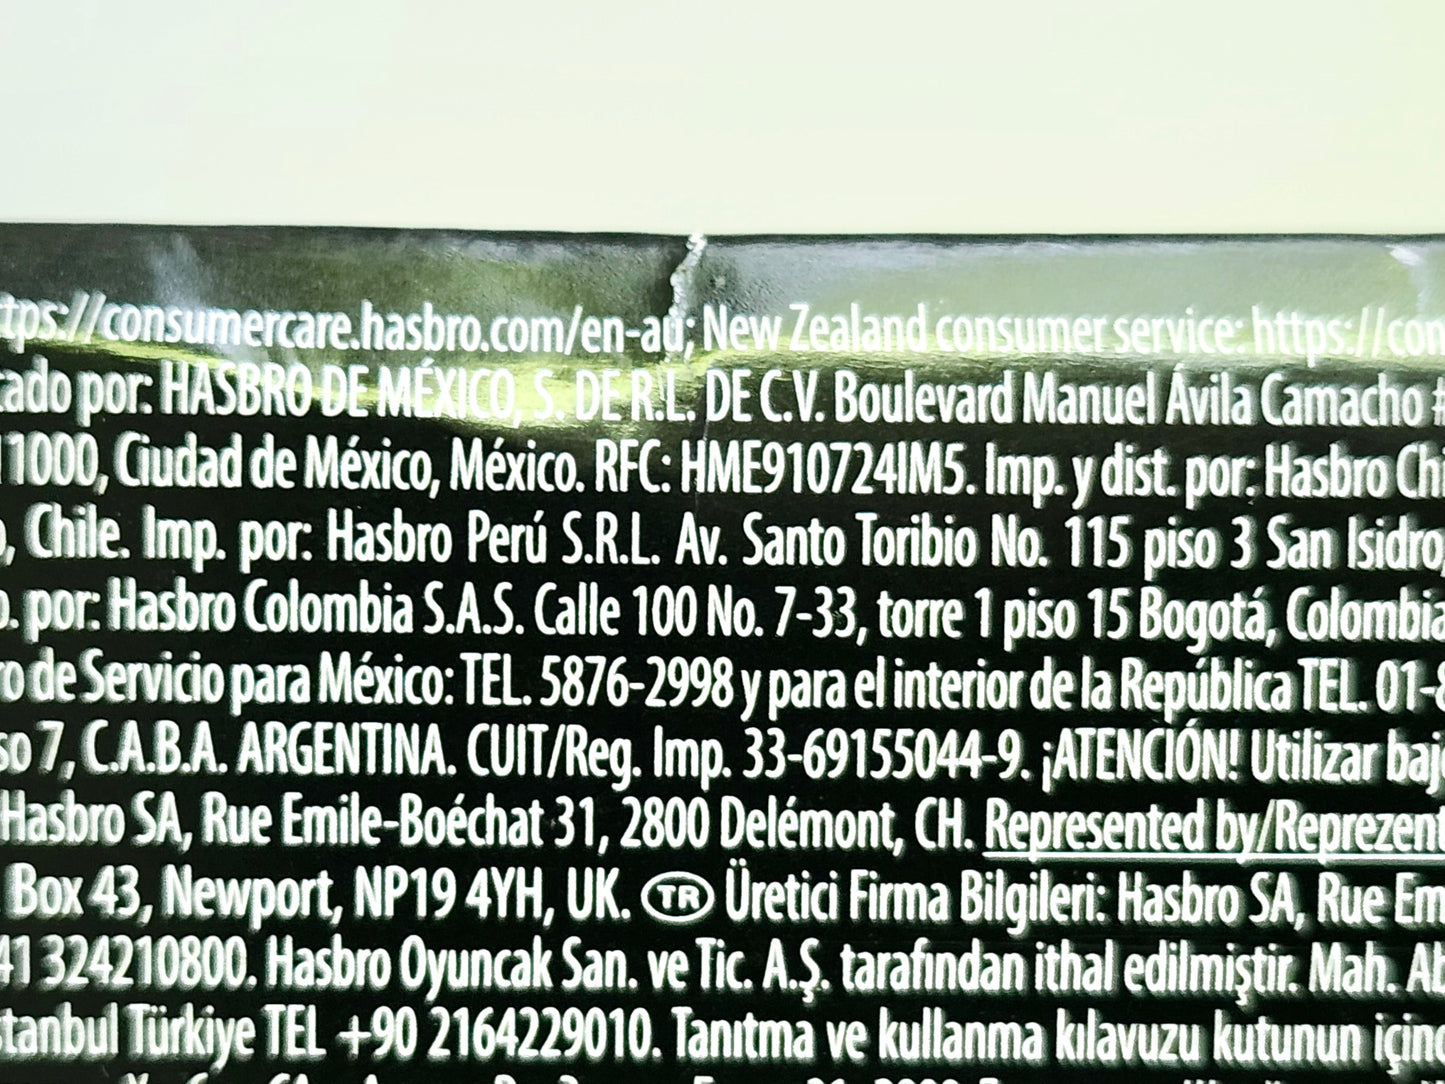 ttps://consumercare.hasbro.com/en-au; New Zealand consumer service: https://con
tado por: HASBRO DE MÉXICO, S. DE R.L. DE C.V. Boulevard Manuel Ávila Camacho #
11000, Ciudad de México, México. RFC: HME910724IM5. Imp. y dist. por: Hasbro Chi
o, Chile. Imp. por: Hasbro Perú S.R.L. Av. Santo Toribio No. 115 piso 3 San Isidro,
p. por: Hasbro Colombia S.A.S. Calle 100 No. 7-33, torre 1 piso 15 Bogotá, Colombia
ro de Servicio para México: TEL. 5876-2998 y para el interior de la República TEL. 01-8
so 7, C.A.B.A. ARGENTINA. CUIT/Reg. Imp. 33-69155044-9. ¡ATENCIÓN! Utilizar bajo
Hasbro SA, Rue Emile-Boéchat 31, 2800 Delémont, CH. Represented by/Reprezent
Box 43, Newport, NP19 4YH, UK. TR Üretici Firma Bilgileri: Hasbro SA, Rue Em
41 324210800. Hasbro Oyuncak San. ve Tic. A.Ş. tarafından ithal edilmiştir. Mah. Ab
stanbul Türkiye TEL +90 2164229010. Tanıtma ve kullanma kılavuzu kutunun içind